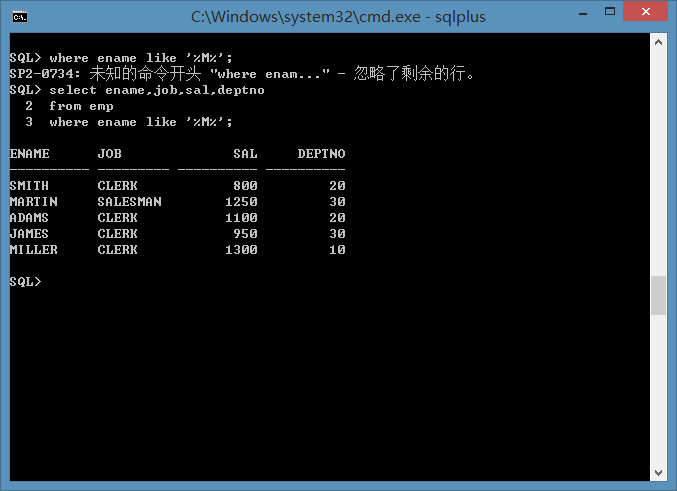 C:\Windows\system32\cmd.exe - sqlplus
SQL> where ename like '%M%';
SP2-0734: 未知的命令开头 "where enam..." - 忽略了剩余的行。
SQL> select ename,job,sal,deptno
  2  from emp
  3  where ename like '%M%';
ENAME      JOB              SAL     DEPTNO
---------- --------- ---------- ----------
SMITH      CLERK            800         20
MARTIN     SALESMAN        1250         30
ADAMS      CLERK           1100         20
JAMES      CLERK            950         30
MILLER     CLERK           1300         10
SQL>